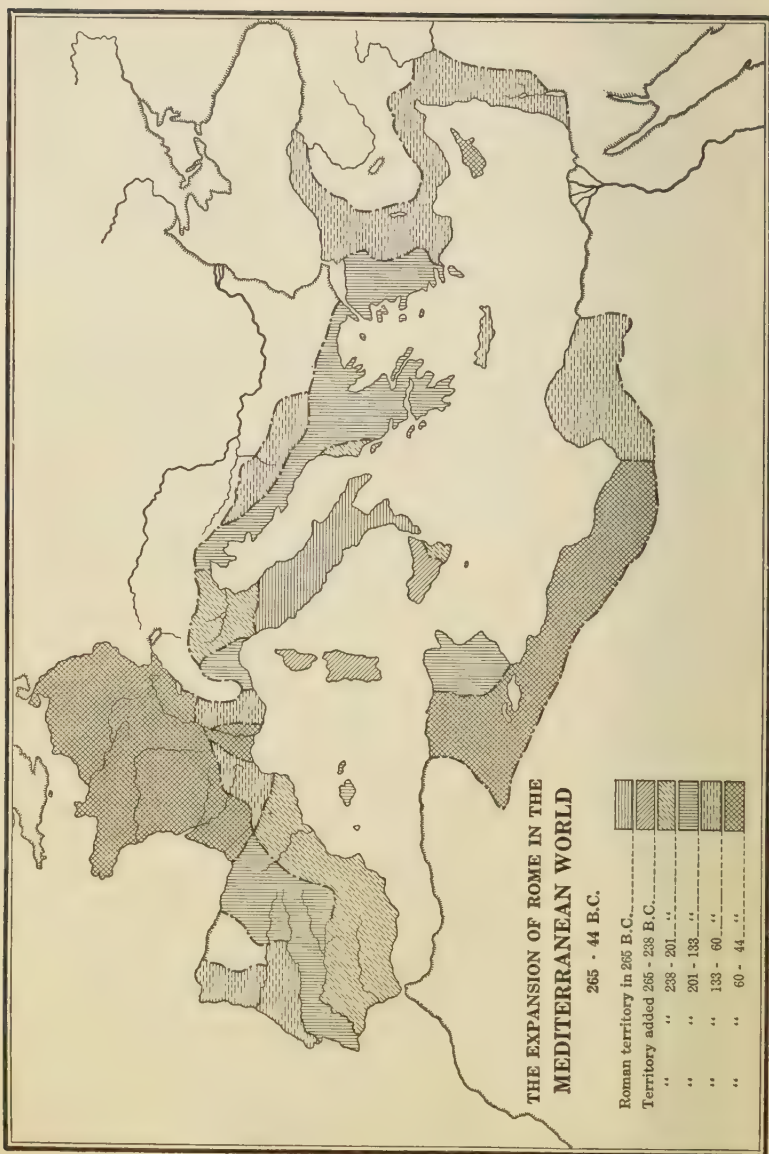 THE EXPANSION OF ROME IN THE
MEDITERRANEAN WORLD
265 - 44 B.C.
Roman territory in 265 B.C.
Territory added 265 - 238 B.C.
“ “ 238 - 201 “
“ “ 201 - 133 “
“ “ 133 - 60 “
“ “ 60 - 44 “